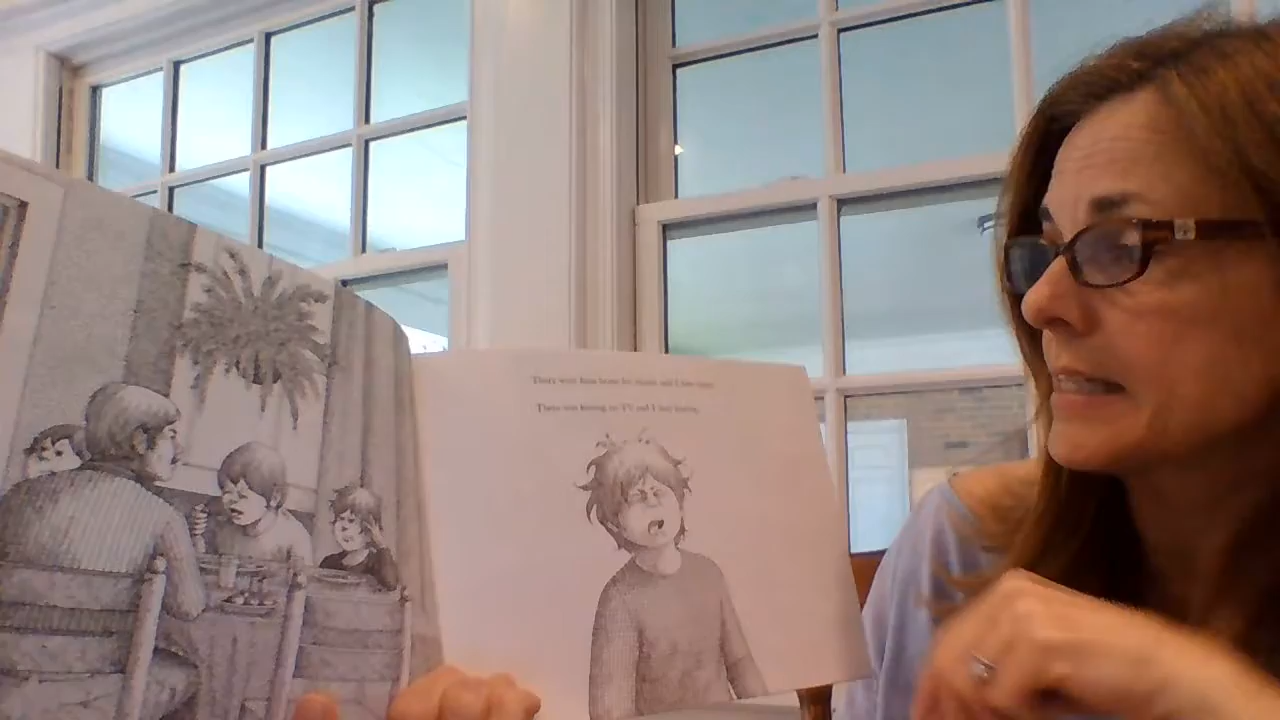 There were lima beans for dinner and I hate limas.
There was kissing on TV and I hate kissing.